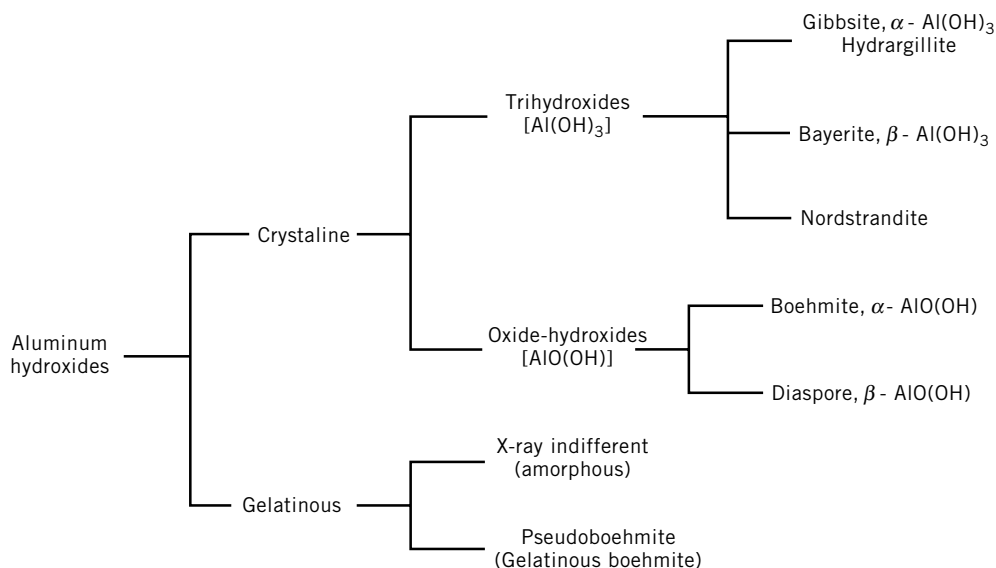 Gibbsite, α - Al(OH)₃
Hydrargillite
Trihydroxides
[Al(OH)₃]
Bayerite, β - Al(OH)₃
Nordstrandite
Crystaline
Boehmite, α- AlO(OH)
Oxide-hydroxides
[AlO(OH)]
Aluminum
hydroxides
Diaspore, β - AlO(OH)
X-ray indifferent
(amorphous)
Gelatinous
Pseudoboehmite
(Gelatinous boehmite)